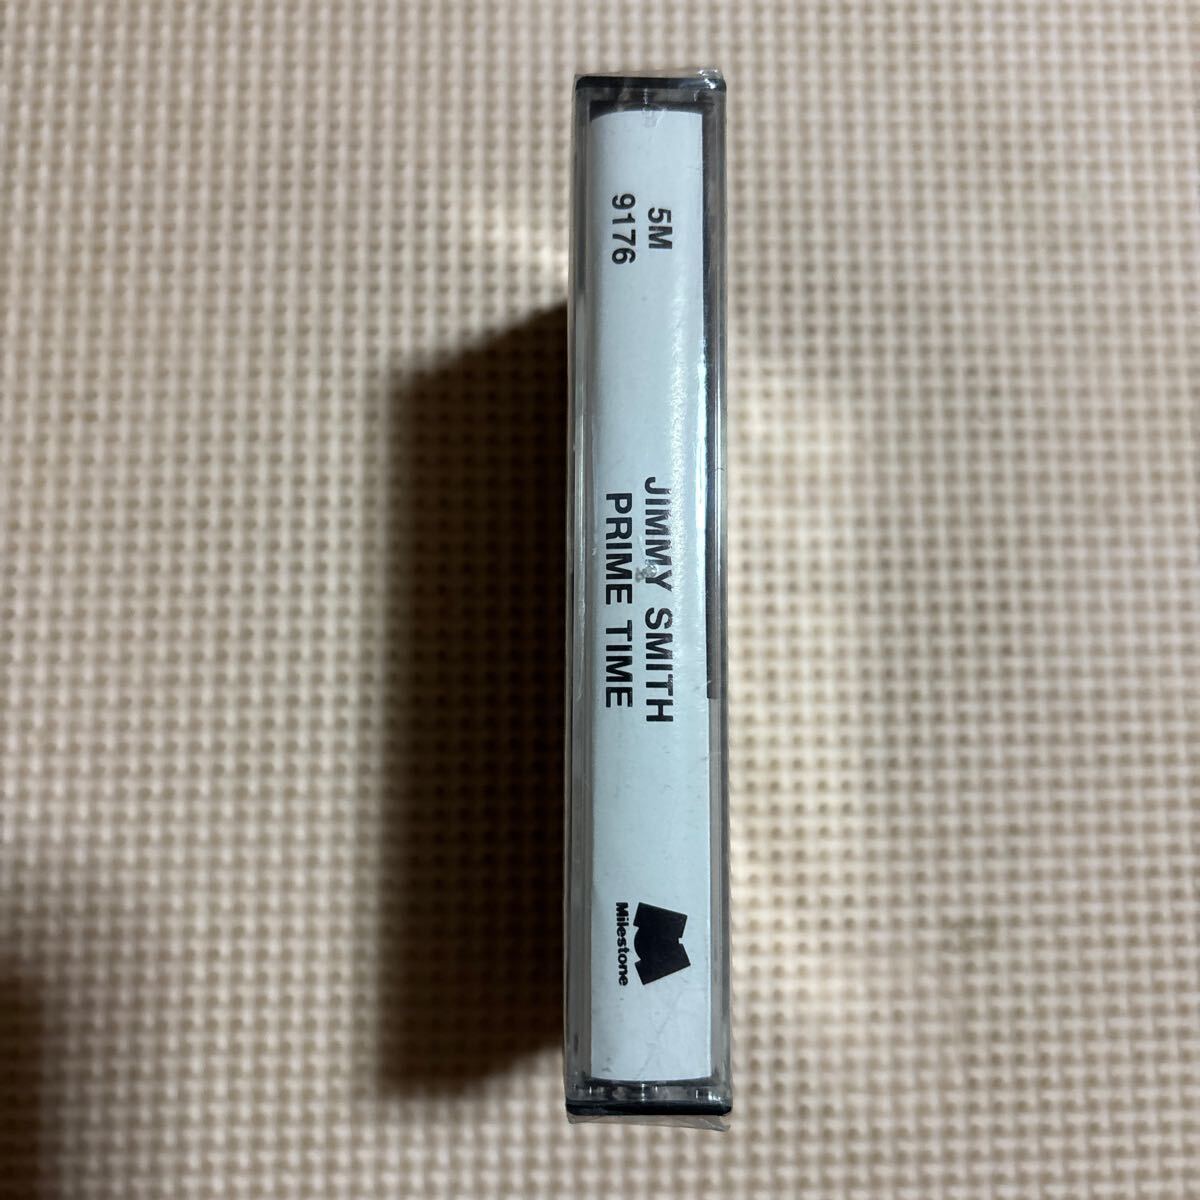 5M
9176
JIMMY SMITH
PRIME TIME
Milestone